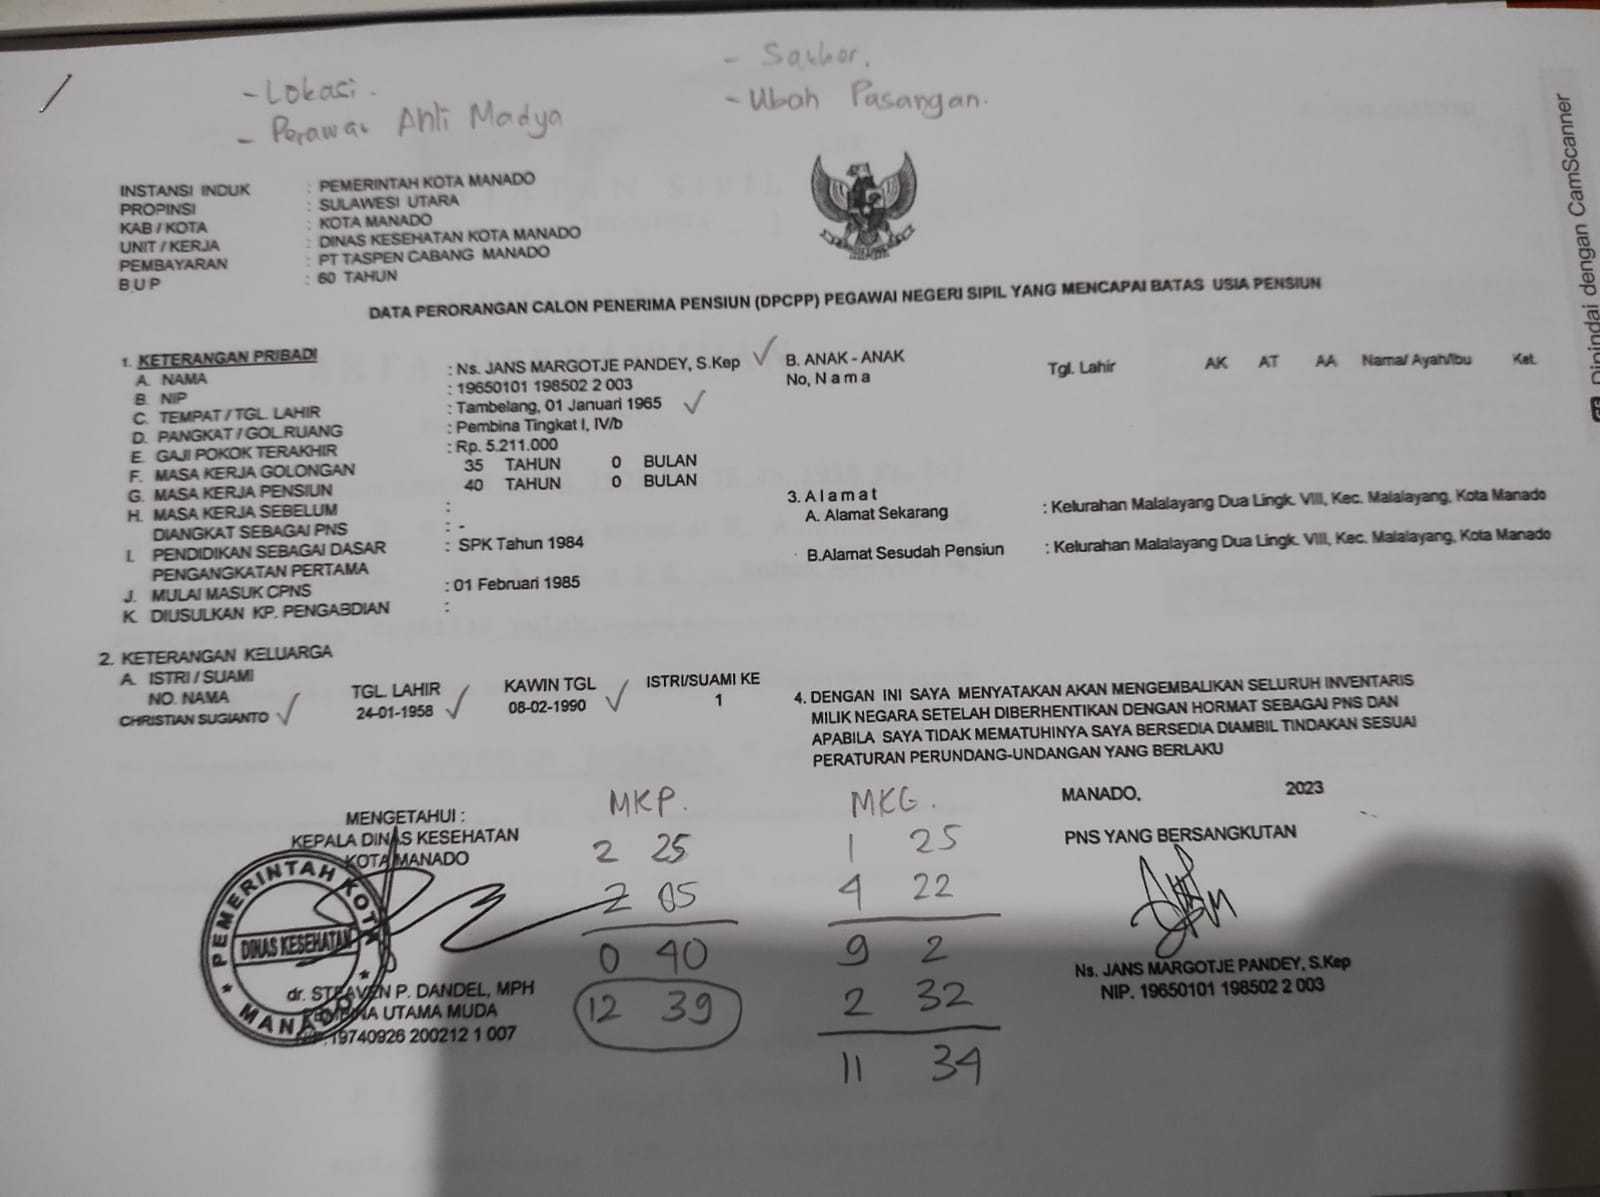 - Lokasi.
- Perawat Ahli Madya
- Satker.
- Ubah Pasangan.
INSTANSI INDUK : PEMERINTAH KOTA MANADO
PROPINSI : SULAWESI UTARA
KAB / KOTA : KOTA MANADO
UNIT / KERJA : DINAS KESEHATAN KOTA MANADO
PEMBAYARAN : PT TASPEN CABANG MANADO
B U P : 60 TAHUN
DATA PERORANGAN CALON PENERIMA PENSIUN (DPCPP) PEGAWAI NEGERI SIPIL YANG MENCAPAI BATAS USIA PENSIUN
1. KETERANGAN PRIBADI
A. NAMA : Ns. JANS MARGOTJE PANDEY, S.Kep
B. NIP : 19650101 198502 2 003
C. TEMPAT / TGL. LAHIR : Tambelang, 01 Januari 1965
D. PANGKAT / GOL.RUANG : Pembina Tingkat I, IV/b
E. GAJI POKOK TERAKHIR : Rp. 5.211.000
F. MASA KERJA GOLONGAN 35 TAHUN 0 BULAN
G. MASA KERJA PENSIUN 40 TAHUN 0 BULAN
H. MASA KERJA SEBELUM :
DIANGKAT SEBAGAI PNS : -
I. PENDIDIKAN SEBAGAI DASAR : SPK Tahun 1984
PENGANGKATAN PERTAMA
J. MULAI MASUK CPNS : 01 Februari 1985
K. DIUSULKAN KP. PENGABDIAN :
B. ANAK - ANAK
No, N a m a Tgl. Lahir AK AT AA Nama/ Ayah/Ibu Ket.
3. A l a m a t
A. Alamat Sekarang : Kelurahan Malalayang Dua Lingk. VIII, Kec. Malalayang, Kota Manado
B.Alamat Sesudah Pensiun : Kelurahan Malalayang Dua Lingk. VIII, Kec. Malalayang, Kota Manado
2. KETERANGAN KELUARGA
A. ISTRI / SUAMI
NO. NAMA TGL. LAHIR KAWIN TGL ISTRI/SUAMI KE
CHRISTIAN SUGIANTO 24-01-1958 08-02-1990 1
4. DENGAN INI SAYA MENYATAKAN AKAN MENGEMBALIKAN SELURUH INVENTARIS
MILIK NEGARA SETELAH DIBERHENTIKAN DENGAN HORMAT SEBAGAI PNS DAN
APABILA SAYA TIDAK MEMATUHINYA SAYA BERSEDIA DIAMBIL TINDAKAN SESUAI
PERATURAN PERUNDANG-UNDANGAN YANG BERLAKU
MENGETAHUI :
KEPALA DINAS KESEHATAN
KOTA MANADO
PEMERINTAH KOTA
DINAS KESEHATAN
MANADO
dr. STEAVEN P. DANDEL, MPH
PEMBINA UTAMA MUDA
NIP. 19740926 200212 1 007
MKP.
2 25
2 05
0 40
12 39
MKG.
1 25
4 22
9 2
2 32
11 34
MANADO, 2023
PNS YANG BERSANGKUTAN
Ns. JANS MARGOTJE PANDEY, S.Kep
NIP. 19650101 198502 2 003
Dipindai dengan CamScanner